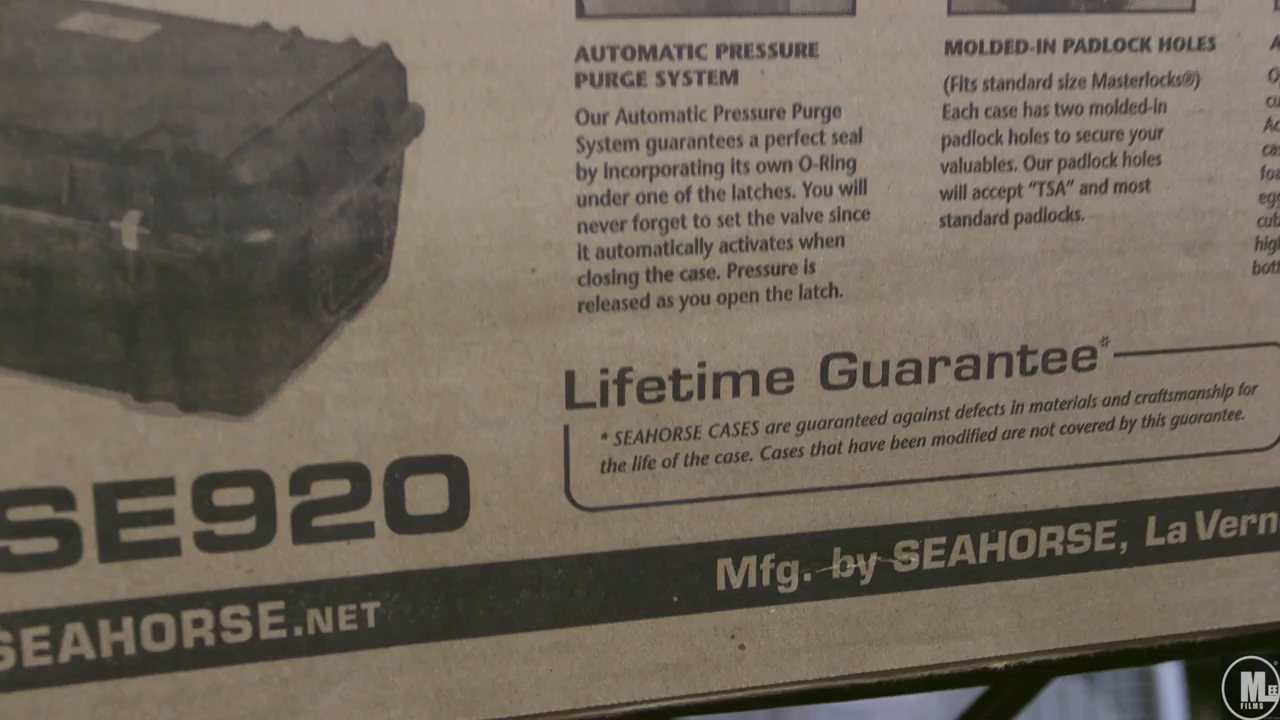 AUTOMATIC PRESSURE
PURGE SYSTEM
Our Automatic Pressure Purge
System guarantees a perfect seal
by incorporating its own O-Ring
under one of the latches. You will
never forget to set the valve since
it automatically activates when
closing the case. Pressure is
released as you open the latch.
MOLDED-IN PADLOCK HOLES
(Fits standard size Masterlocks®)
Each case has two molded-in
padlock holes to secure your
valuables. Our padlock holes
will accept "TSA" and most
standard padlocks.
Lifetime Guarantee*
* SEAHORSE CASES are guaranteed against defects in materials and craftsmanship for
the life of the case. Cases that have been modified are not covered by this guarantee.
SE920
SEAHORSE.NET
Mfg. by SEAHORSE, La Vern
M
FILMS